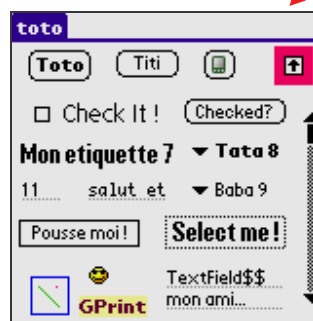 toto
Toto Titi
Check It ! Checked?
Mon etiquette 7 Tata 8
11 salut et Baba 9
Pousse moi! Select me!
TextField$$
GPrint mon ami...